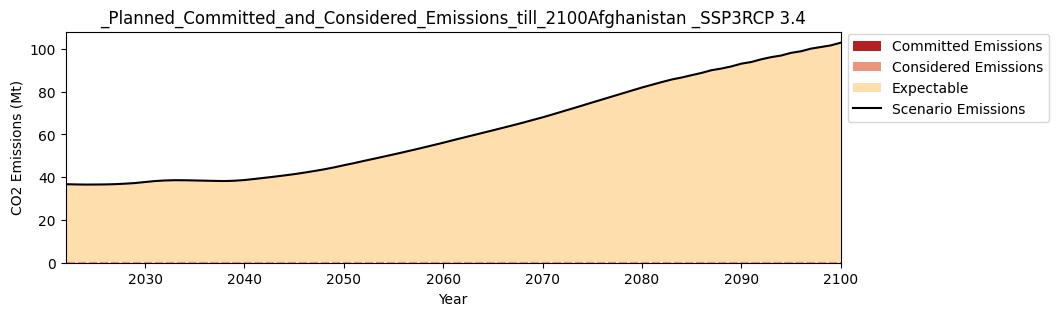 _Planned_Committed_and_Considered_Emissions_till_2100Afghanistan _SSP3RCP 3.4
CO2 Emissions (Mt)
100
80
60
40
20
0
2030 2040 2050 2060 2070 2080 2090 2100
Year
Committed Emissions
Considered Emissions
Expectable
Scenario Emissions